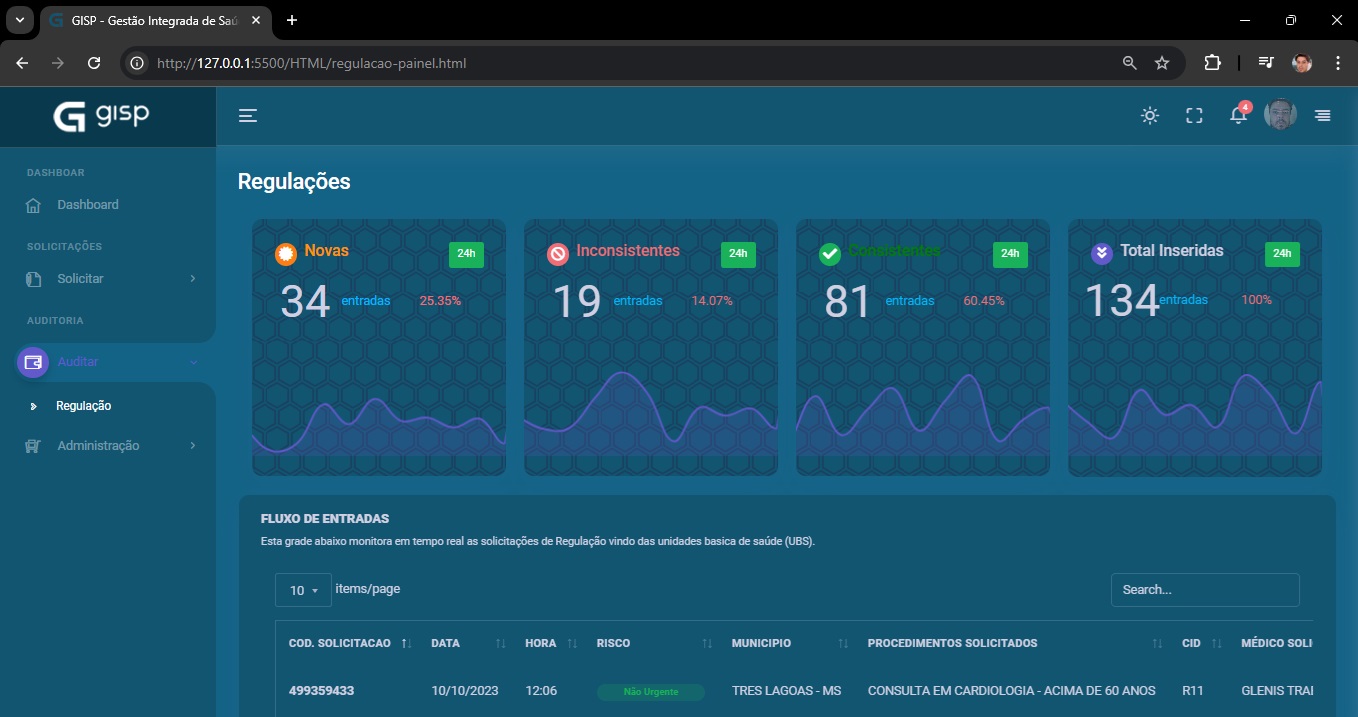 GISP - Gestão Integrada de Saú
http://127.0.0.1:5500/HTML/regulacao-painel.html
gisp
4
DASHBOAR
Dashboard
SOLICITAÇÕES
Solicitar
AUDITORIA
Auditar
Regulação
Administração
Regulações
Novas 24h
34 entradas 25.35%
Inconsistentes 24h
19 entradas 14.07%
Consistentes 24h
81 entradas 60.45%
Total Inseridas 24h
134 entradas 100%
FLUXO DE ENTRADAS
Esta grade abaixo monitora em tempo real as solicitações de Regulação vindo das unidades basica de saúde (UBS).
10 items/page Search...
COD. SOLICITACAO DATA HORA RISCO MUNICIPIO PROCEDIMENTOS SOLICITADOS CID MÉDICO SOLI
499359433 10/10/2023 12:06 Não Urgente TRES LAGOAS - MS CONSULTA EM CARDIOLOGIA - ACIMA DE 60 ANOS R11 GLENIS TRAI